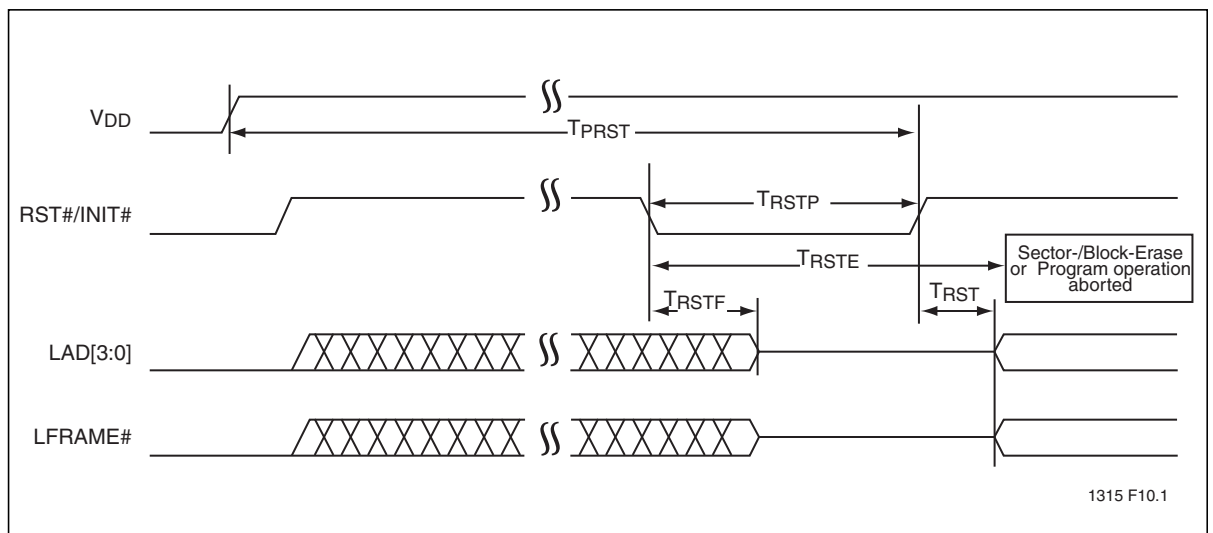 VDD
TPRST
RST#/INIT#
TRSTP
TRSTE
Sector-/Block-Erase
or Program operation
aborted
TRSTF
TRST
LAD[3:0]
LFRAME#
1315 F10.1